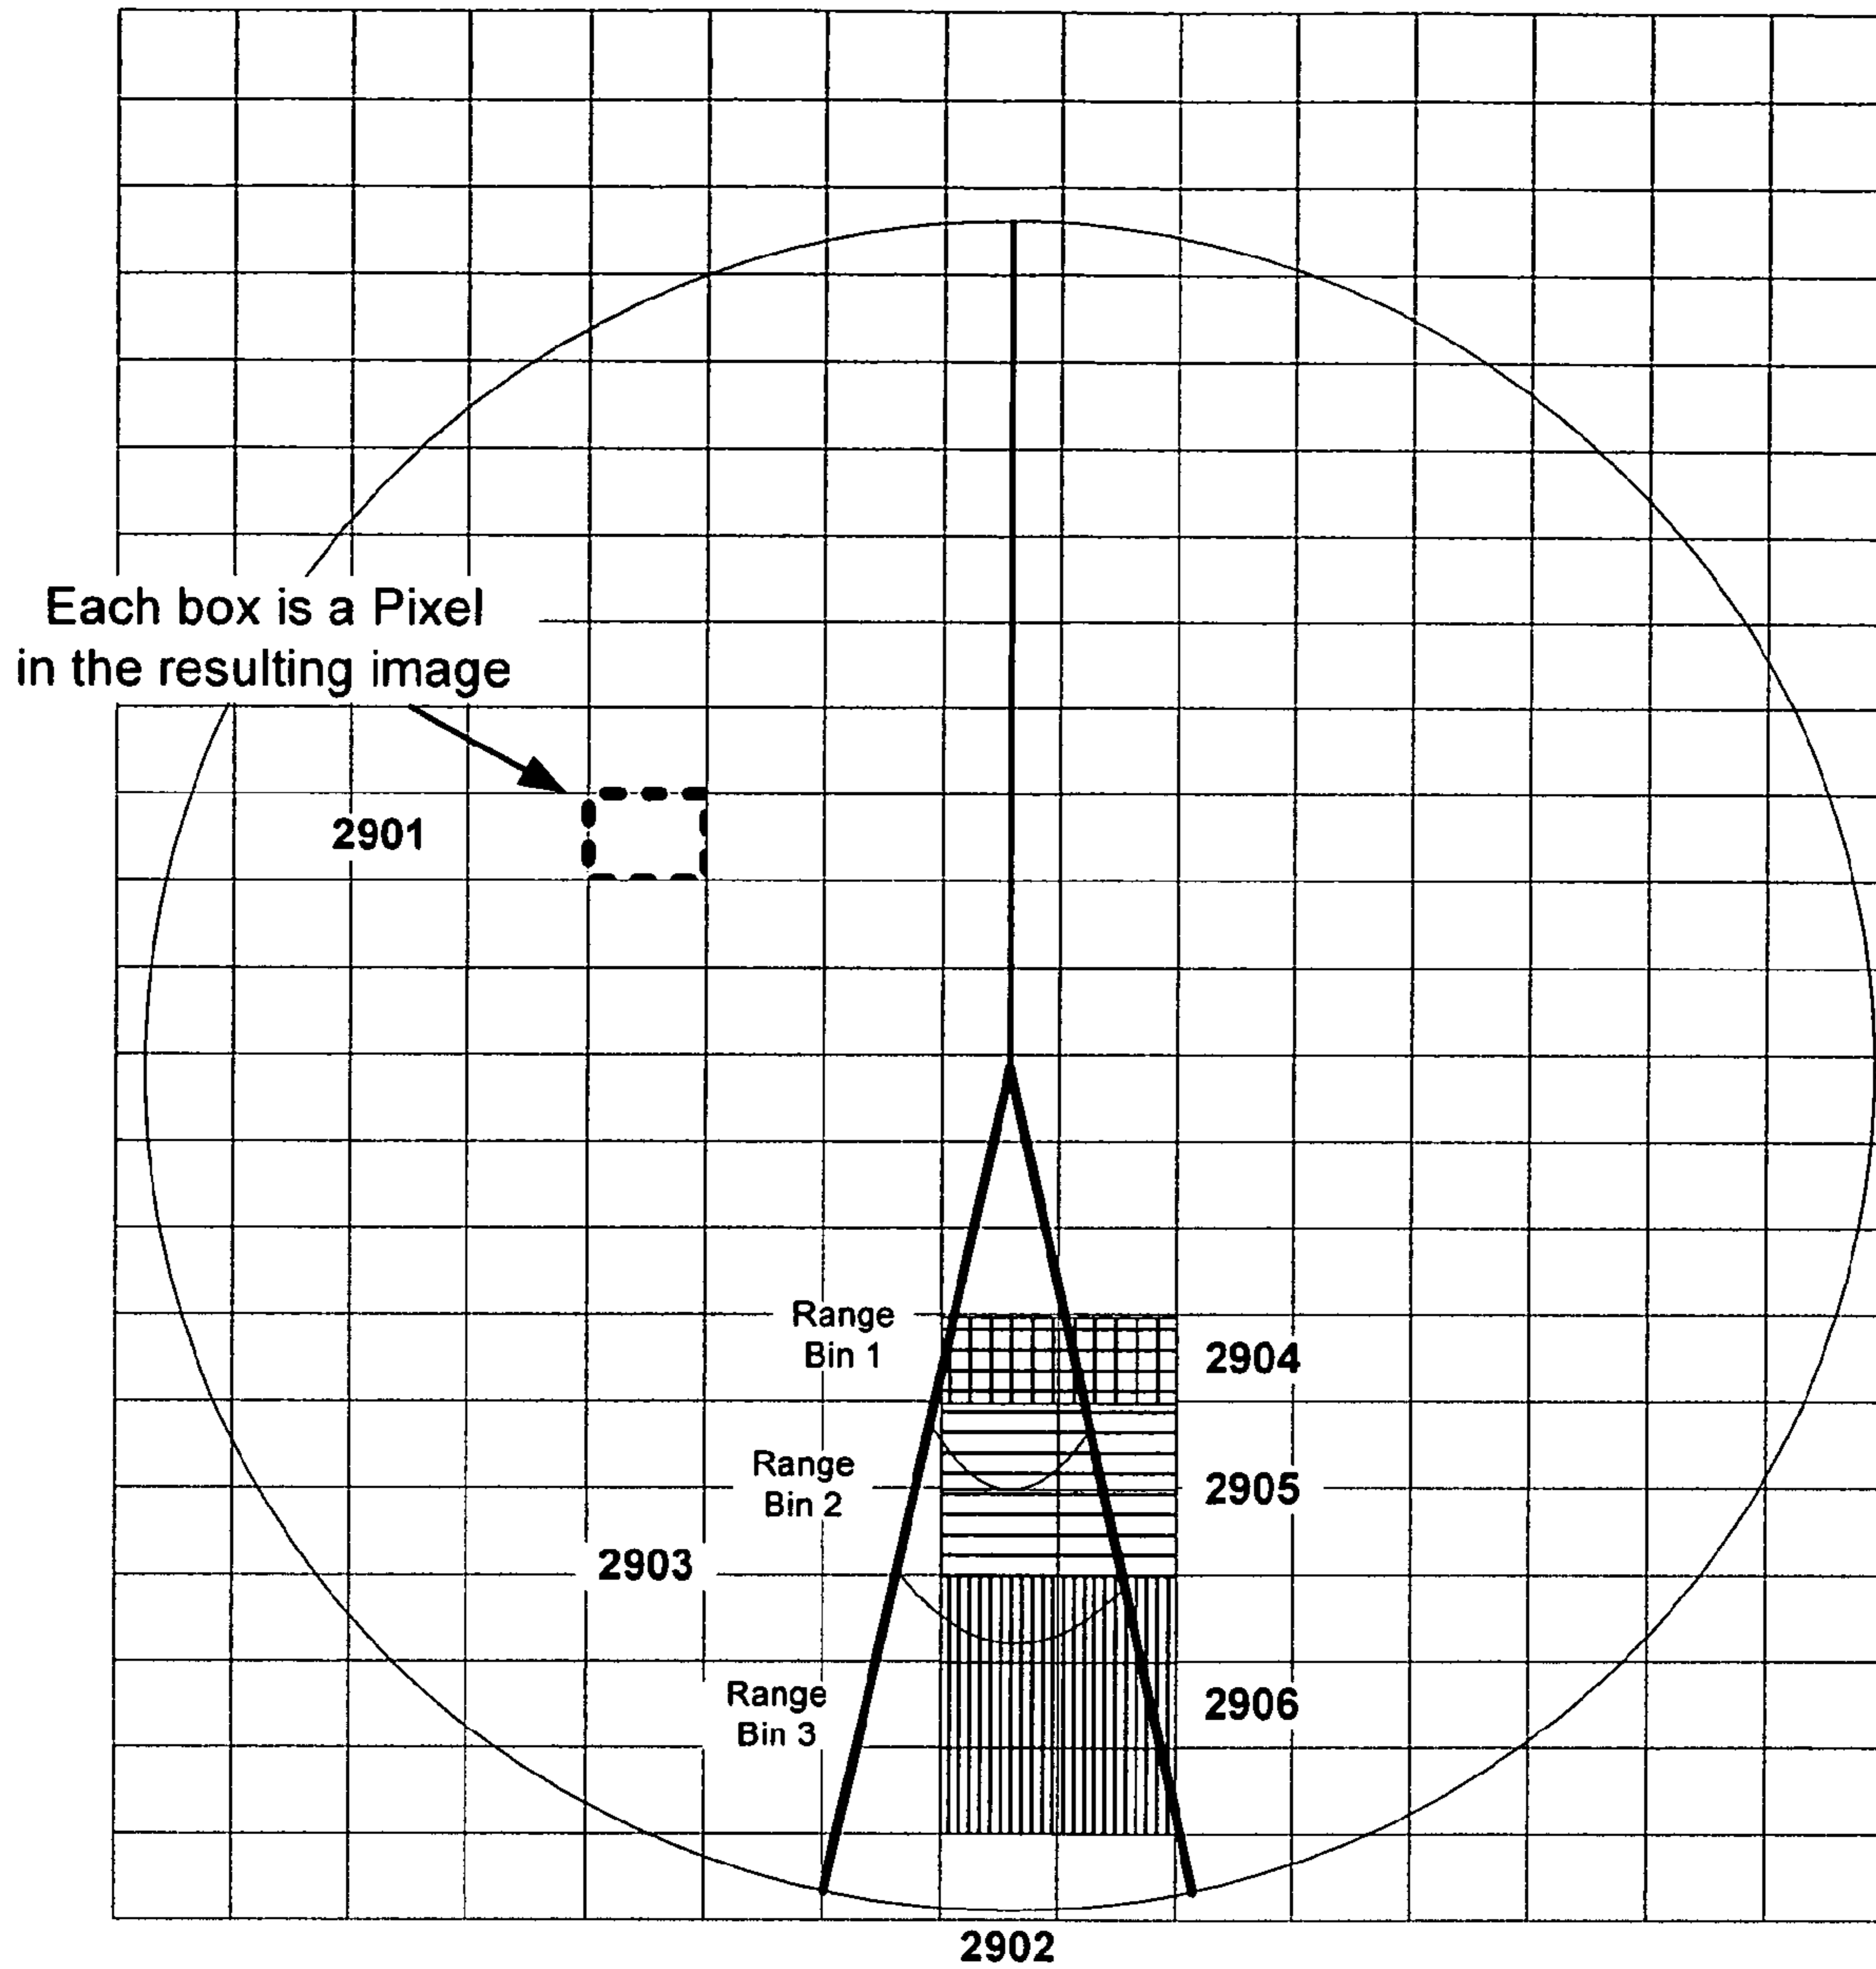 Each box is a Pixel
in the resulting image
2901
Range
Bin 1
2904
Range
Bin 2
2905
2903
Range
Bin 3
2906
2902